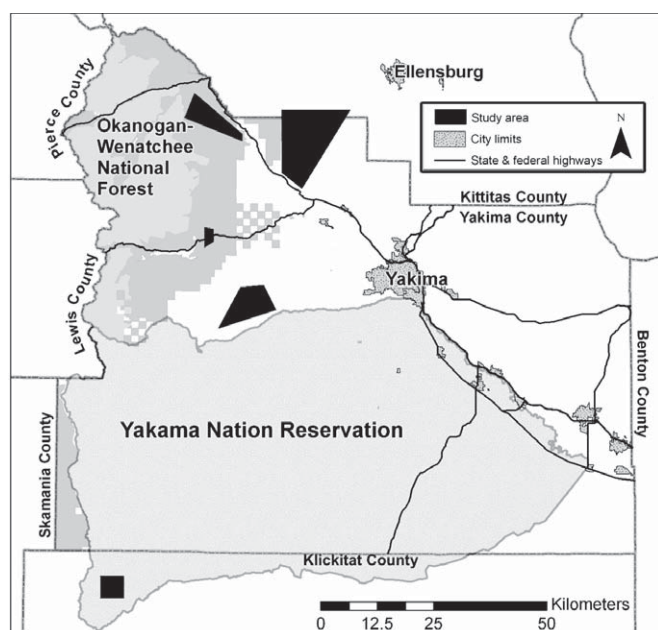 Ellensburg
Pierce County
Okanogan-
Wenatchee
National
Forest
Study area
City limits
State & federal highways
N
Kittitas County
Yakima County
Lewis County
Yakima
Benton County
Yakama Nation Reservation
Skamania County
Klickitat County
Kilometers
0 12.5 25 50